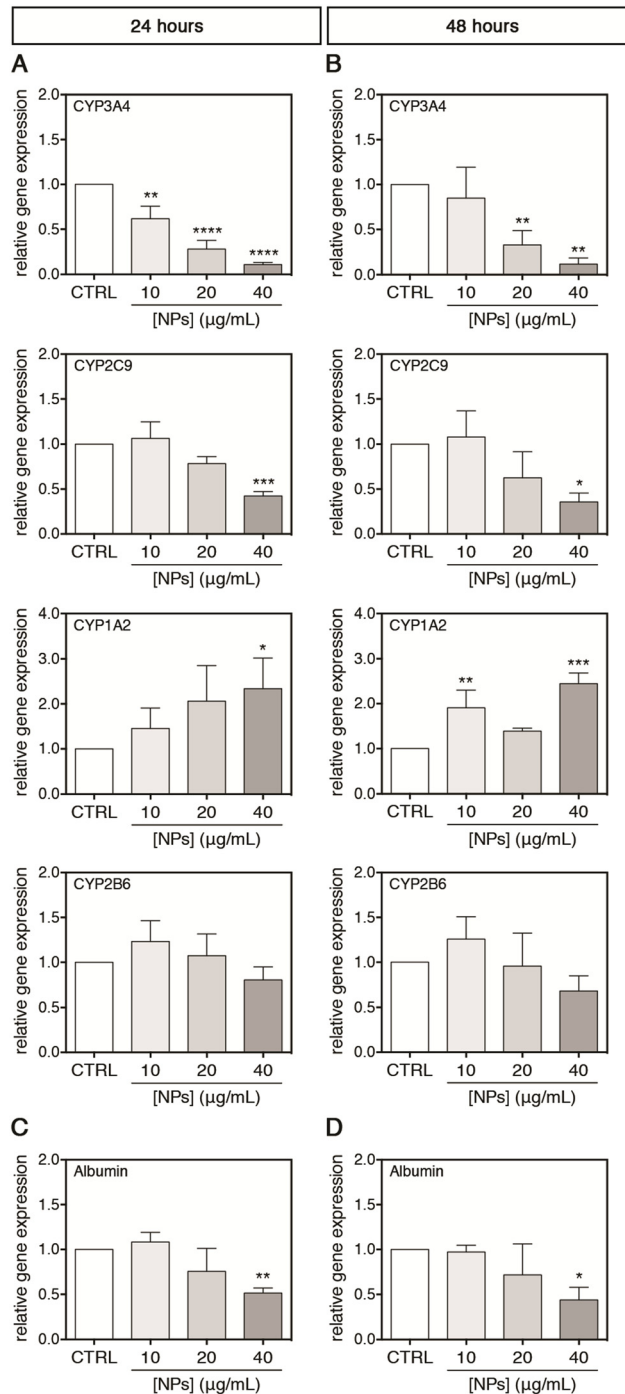 24 hours
48 hours
A
B
CYP3A4
relative gene expression
2.0
1.5
1.0
0.5
0.0
**
****
****
CTRL 10 20 40
[NPs] (µg/mL)
CYP3A4
relative gene expression
2.0
1.5
1.0
0.5
0.0
**
**
CTRL 10 20 40
[NPs] (µg/mL)
CYP2C9
relative gene expression
2.0
1.5
1.0
0.5
0.0
***
CTRL 10 20 40
[NPs] (µg/mL)
CYP2C9
relative gene expression
2.0
1.5
1.0
0.5
0.0
*
CTRL 10 20 40
[NPs] (µg/mL)
CYP1A2
relative gene expression
4.0
3.0
2.0
1.0
0.0
*
CTRL 10 20 40
[NPs] (µg/mL)
CYP1A2
relative gene expression
4.0
3.0
2.0
1.0
0.0
**
***
CTRL 10 20 40
[NPs] (µg/mL)
CYP2B6
relative gene expression
2.0
1.5
1.0
0.5
0.0
CTRL 10 20 40
[NPs] (µg/mL)
CYP2B6
relative gene expression
2.0
1.5
1.0
0.5
0.0
CTRL 10 20 40
[NPs] (µg/mL)
C
D
Albumin
relative gene expression
2.0
1.5
1.0
0.5
0.0
**
CTRL 10 20 40
[NPs] (µg/mL)
Albumin
relative gene expression
2.0
1.5
1.0
0.5
0.0
*
CTRL 10 20 40
[NPs] (µg/mL)